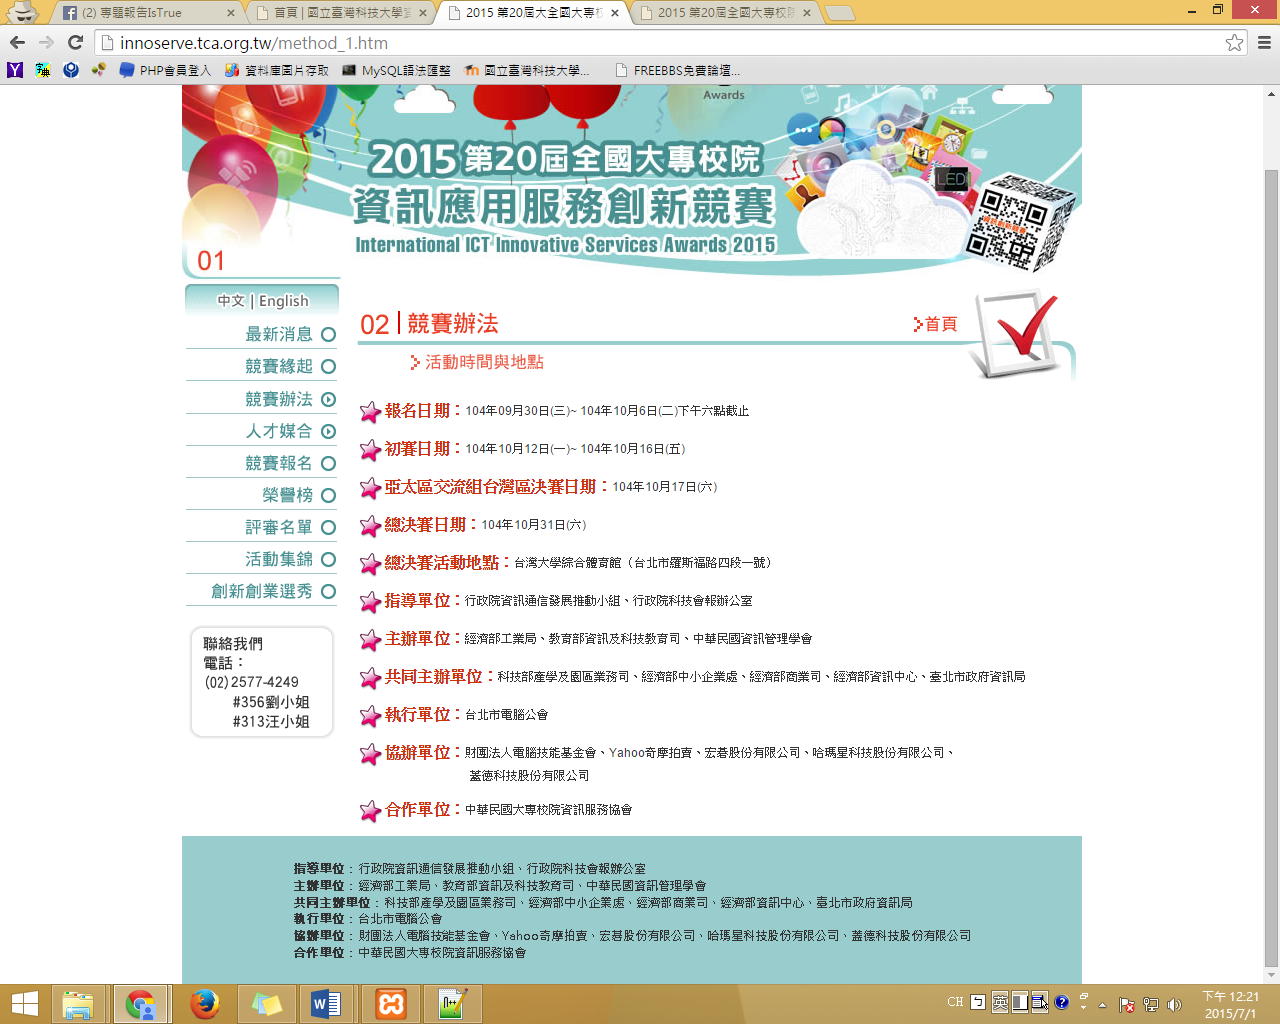 (2) 專題報告IsTrue
首頁 | 國立臺灣科技大學資
2015 第20屆大全國大專校
2015 第20屆大全國大專校院
innoserve.tca.org.tw/method_1.htm
PHP會員登入
資料庫圖片存取
MySQL語法匯整
國立臺灣科技大學...
FREEBBS免費論壇...
Awards
2015 第20屆全國大專校院
資訊應用服務創新競賽
International ICT Innovative Services Awards 2015
LED
01
中文 | English
最新消息
競賽緣起
競賽辦法
人才媒合
競賽報名
榮譽榜
評審名單
活動集錦
創新創業選秀
聯絡我們
電話：
(02)2577-4249
#356劉小姐
#313汪小姐
02 | 競賽辦法
首頁
活動時間與地點
報名日期：104年09月30日(三)~ 104年10月6日(二)下午六點截止
初賽日期：104年10月12日(一)~ 104年10月16日(五)
亞太區交流組台灣區決賽日期：104年10月17日(六)
總決賽日期：104年10月31日(六)
總決賽活動地點：台灣大學綜合體育館（台北市羅斯福路四段一號）
指導單位：行政院資訊通信發展推動小組、行政院科技會報辦公室
主辦單位：經濟部工業局、教育部資訊及科技教育司、中華民國資訊管理學會
共同主辦單位：科技部產學及園區業務司、經濟部中小企業處、經濟部商業司、經濟部資訊中心、臺北市政府資訊局
執行單位：台北市電腦公會
協辦單位：財團法人電腦技能基金會、Yahoo奇摩拍賣、宏碁股份有限公司、哈瑪星科技股份有限公司、
蓋德科技股份有限公司
合作單位：中華民國大專校院資訊服務協會
指導單位：行政院資訊通信發展推動小組、行政院科技會報辦公室
主辦單位：經濟部工業局、教育部資訊及科技教育司、中華民國資訊管理學會
共同主辦單位：科技部產學及園區業務司、經濟部中小企業處、經濟部商業司、經濟部資訊中心、臺北市政府資訊局
執行單位：台北市電腦公會
協辦單位：財團法人電腦技能基金會、Yahoo奇摩拍賣、宏碁股份有限公司、哈瑪星科技股份有限公司、蓋德科技股份有限公司
合作單位：中華民國大專校院資訊服務協會
CH ㄅ 英
下午 12:21
2015/7/1